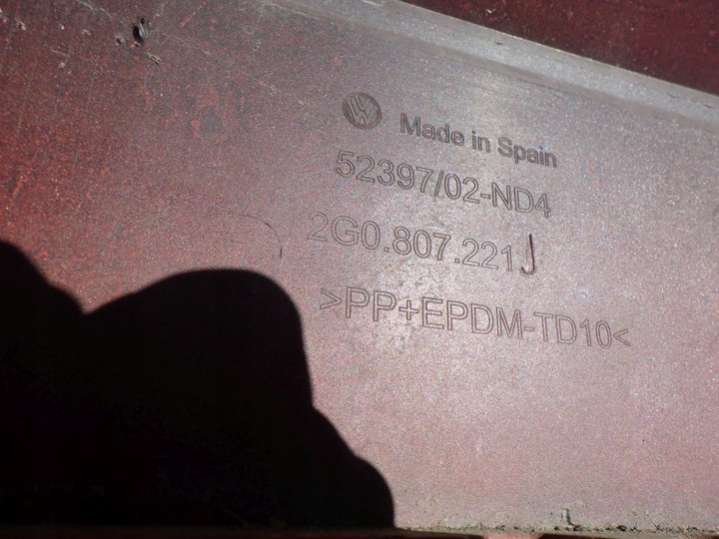 Made in Spain
52397/02-ND4
2G0.807.221J
>PP+EPDM-TD10<